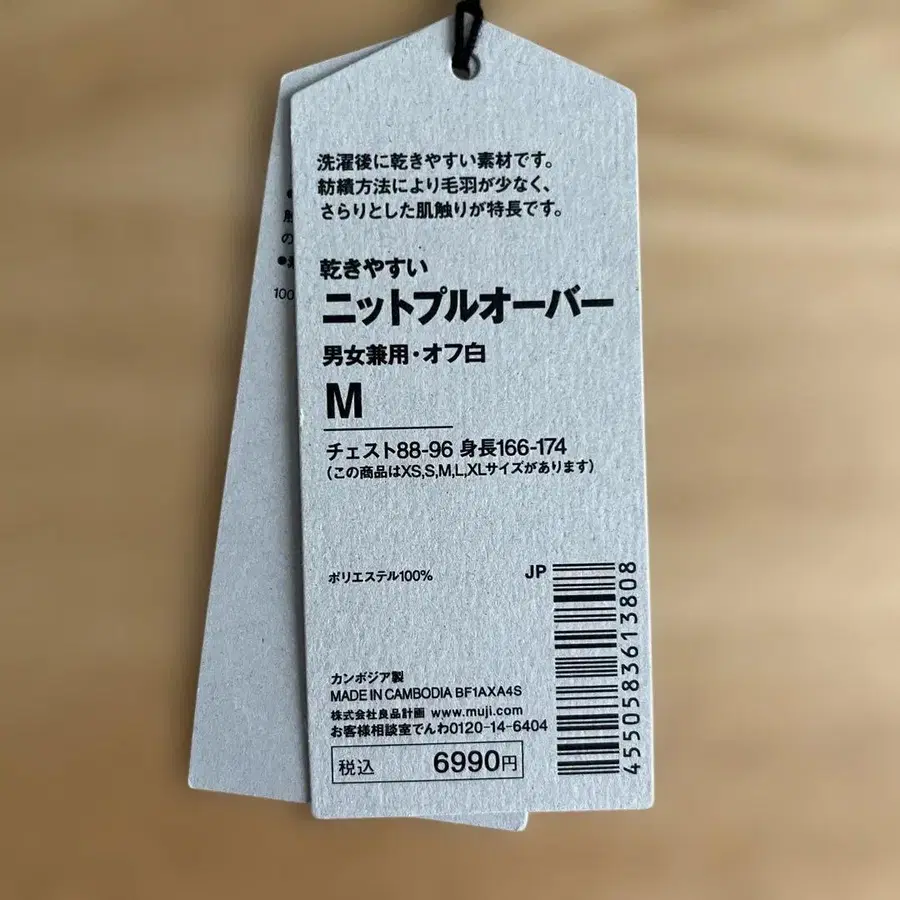 洗濯後に乾きやすい素材です。
紡績方法により毛羽が少なく、
さらりとした肌触りが特長です。
乾きやすい
ニットプルオーバー
男女兼用・オフ白
M
チェスト88-96 身長166-174
(この商品はXS,S,M,L,XLサイズがあります)
ポリエステル100%
JP
4550583613808
カンボジア製
MADE IN CAMBODIA BF1AXA4S
株式会社良品計画 www.muji.com
お客様相談室でんわ0120-14-6404
税込 6990円
の
100